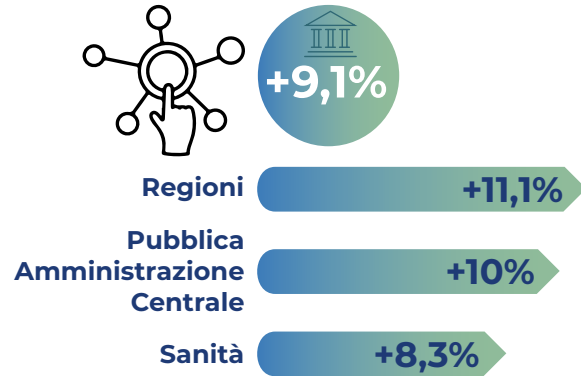 +9,1%
Regioni
+11,1%
Pubblica
Amministrazione
Centrale
+10%
Sanità
+8,3%